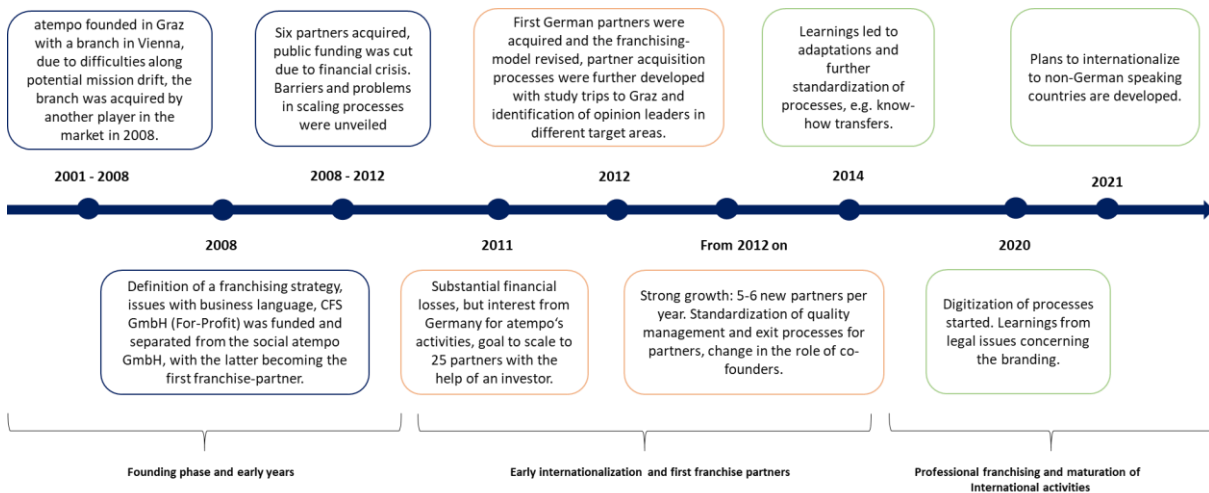 atempo founded in Graz
with a branch in Vienna,
due to difficulties along
potential mission drift, the
branch was acquired by
another player in the
market in 2008.
Six partners acquired,
public funding was cut
due to financial crisis.
Barriers and problems
in scaling processes
were unveiled
First German partners were
acquired and the franchising-
model revised, partner
acquisition processes were
further developed
with study trips to Graz and
identification of opinion leaders in
different target areas.
Learnings led to
adaptations and
further
standardization of
processes, e.g. know-
how transfers.
Plans to internationalize
to non-German speaking
countries are developed.
2001 - 2008
2008 - 2012
2012
2014
2021
2008
2011
From 2012 on
2020
Definition of a franchising strategy,
issues with business language, CFS
GmbH (For-Profit) was funded and
separated from the social atempo
GmbH, with the latter becoming the
first franchise-partner.
Substantial financial
losses, but interest from
Germany for atempo‘s
activities, goal to scale to
25 partners with the
help of an investor.
Strong growth: 5-6 new partners per
year. Standardization of quality
management and exit processes for
partners, change in the role of co-
founders.
Digitization of processes
started. Learnings from
legal issues concerning
the branding.
Founding phase and early years
Early internationalization and first franchise partners
Professional franchising and maturation of
International activities